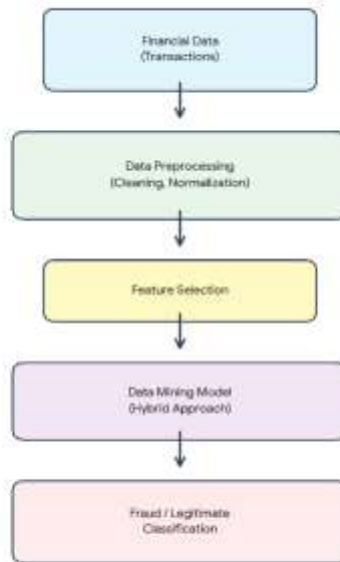 Financial Data
(Transactions)
Data Preprocessing
(Cleaning, Normalization)
Feature Selection
Data Mining Model
(Hybrid Approach)
Fraud / Legitimate
Classification